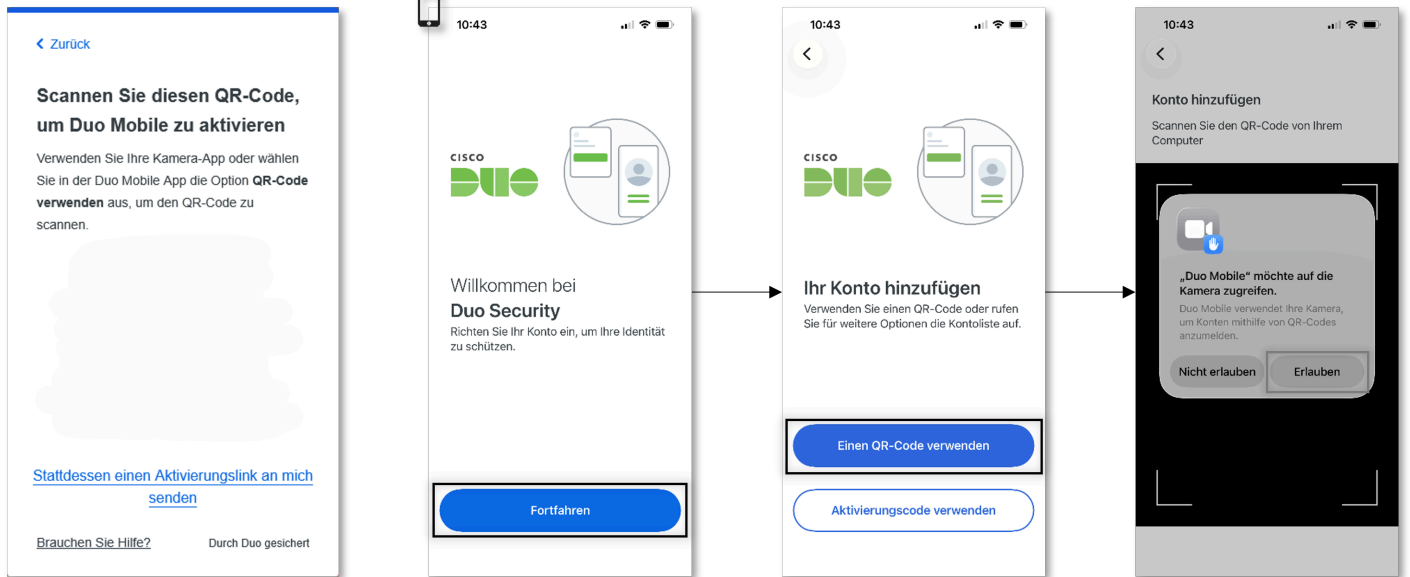 Zurück
Scannen Sie diesen QR-Code,
um Duo Mobile zu aktivieren
Verwenden Sie Ihre Kamera-App oder wählen
Sie in der Duo Mobile App die Option QR-Code
verwenden aus, um den QR-Code zu
scannen.
Stattdessen einen Aktivierungslink an mich
senden
Brauchen Sie Hilfe?
Durch Duo gesichert
10:43
CISCO
DUO
Willkommen bei
Duo Security
Richten Sie Ihr Konto ein, um Ihre Identität
zu schützen.
Fortfahren
10:43
CISCO
DUO
Ihr Konto hinzufügen
Verwenden Sie einen QR-Code oder rufen
Sie für weitere Optionen die Kontoliste auf.
Einen QR-Code verwenden
Aktivierungscode verwenden
10:43
Konto hinzufügen
Scannen Sie den QR-Code von Ihrem
Computer
„Duo Mobile“ möchte auf die
Kamera zugreifen.
Duo Mobile verwendet Ihre Kamera,
um Konten mithilfe von QR-Codes
anzumelden.
Nicht erlauben
Erlauben